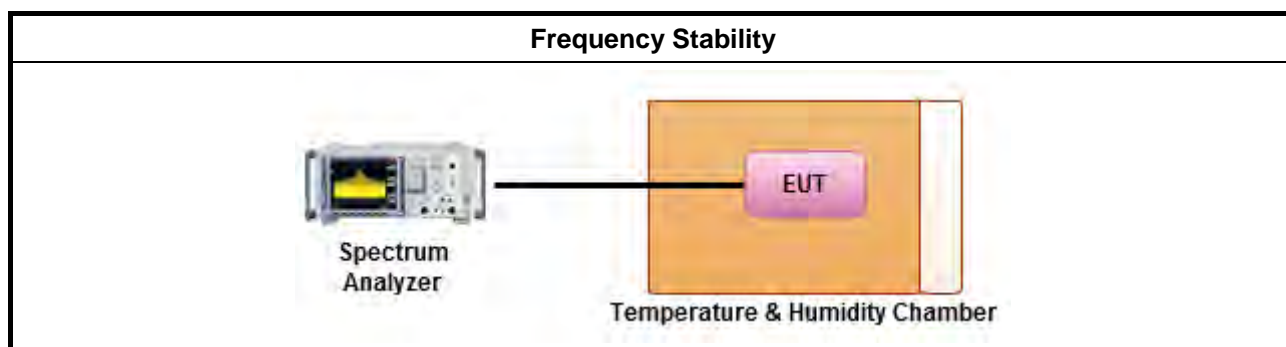 Frequency Stability
EUT
Spectrum
Analyzer
Temperature & Humidity Chamber